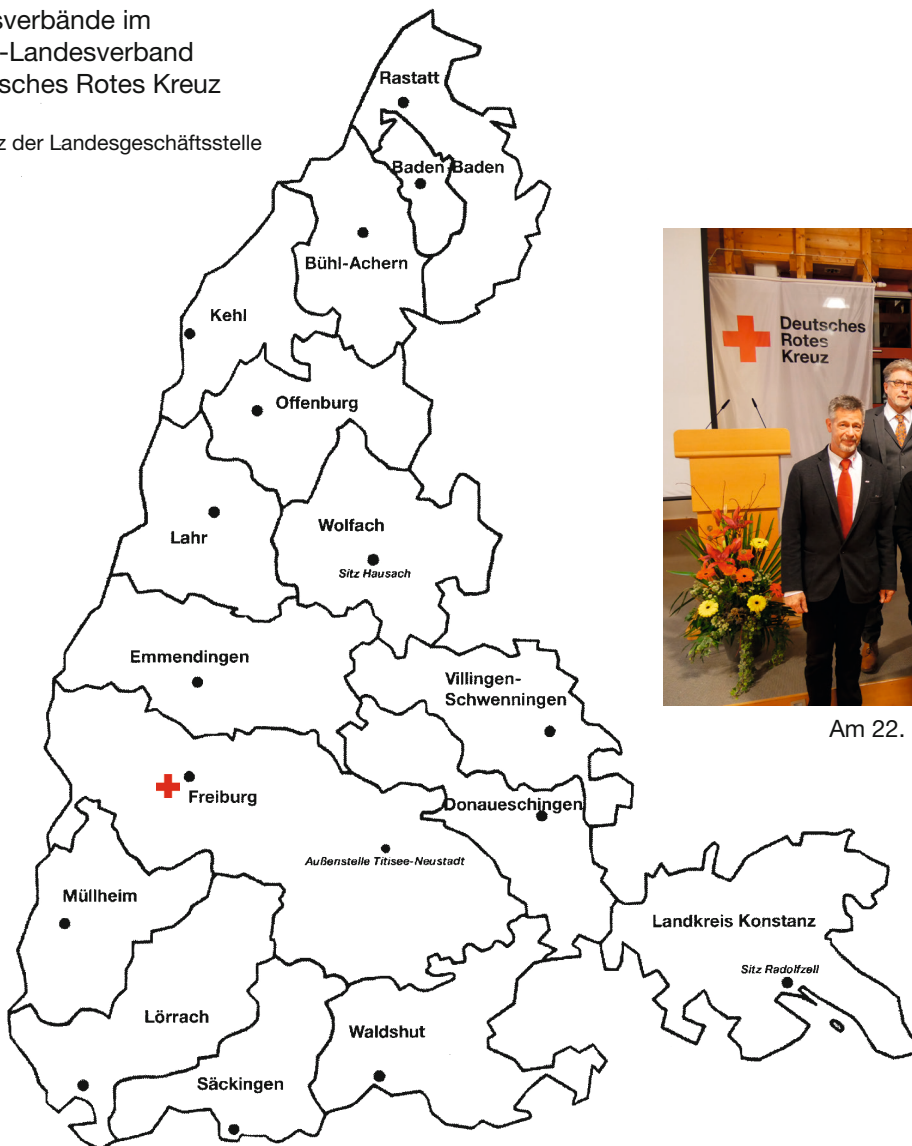 sverbände im
-Landesverband
sches Rotes Kreuz
z der Landesgeschäftsstelle
Rastatt
Baden-Baden
Bühl-Achern
Kehl
Offenburg
Deutsches
Rotes
Kreuz
Lahr
Wolfach
Sitz Hausach
Emmendingen
Villingen-
Schwenningen
Am 22.
Freiburg
Donaueschingen
Außenstelle Titisee-Neustadt
Müllheim
Landkreis Konstanz
Sitz Radolfzell
Lörrach
Waldshut
Säckingen